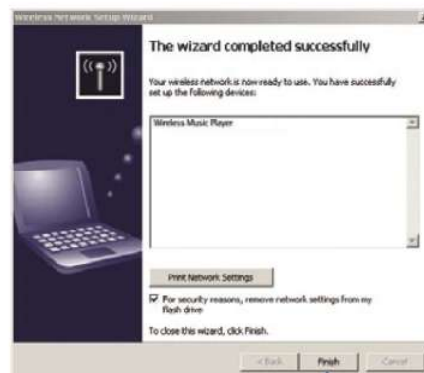 Wireless Network Setup Wizard
The wizard completed successfully
Your wireless network is now ready to use. You have successfully
set up the following devices:
Wireless Music Player
Print Network Settings
For security reasons, remove network settings from my
flash drive
To close this wizard, click Finish.
< Back Finish Cancel